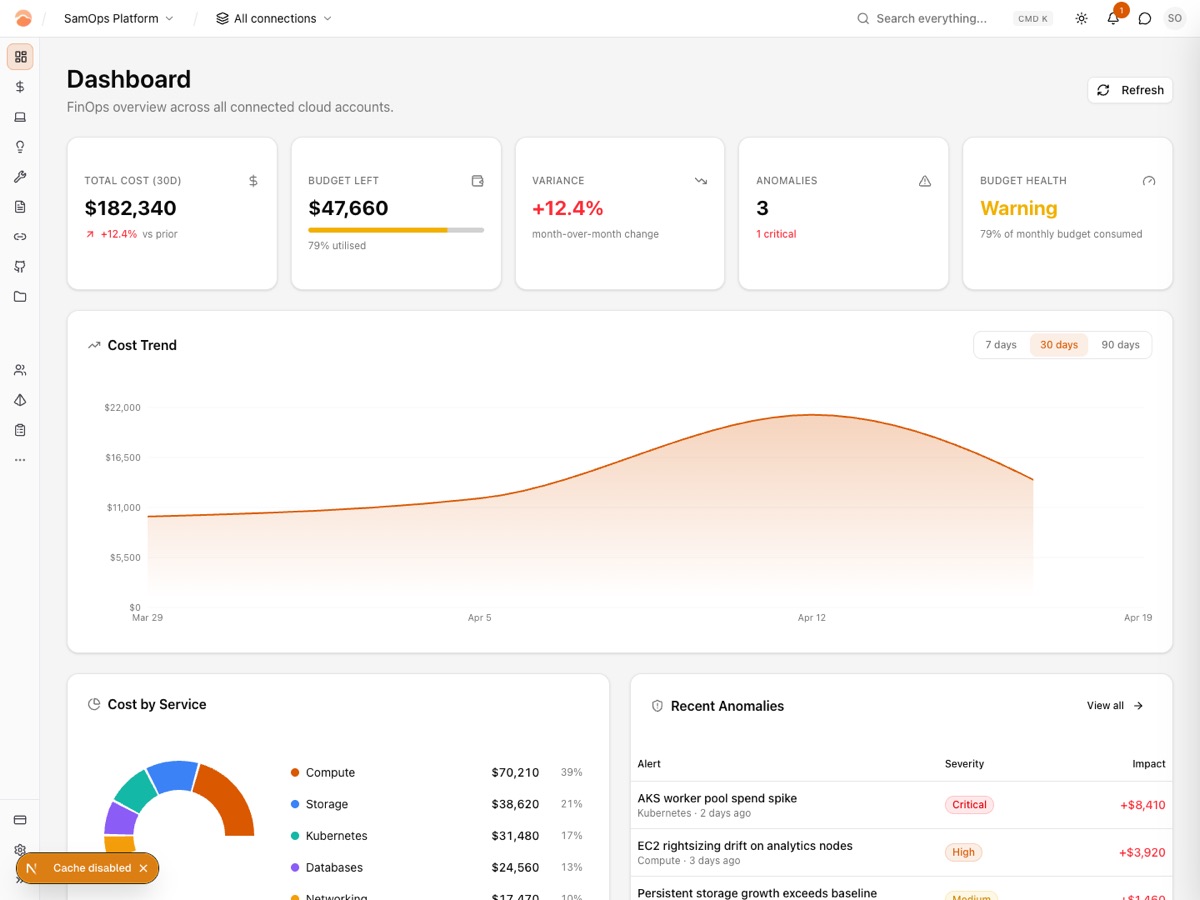 SamOps Platform
All connections
Search everything...
CMD K
1
SO
Dashboard
FinOps overview across all connected cloud accounts.
Refresh
TOTAL COST (30D)
$182,340
+12.4% vs prior
BUDGET LEFT
$47,660
79% utilised
VARIANCE
+12.4%
month-over-month change
ANOMALIES
3
1 critical
BUDGET HEALTH
Warning
79% of monthly budget consumed
Cost Trend
7 days 30 days 90 days
$22,000
$16,500
$11,000
$5,500
$0
Mar 29 Apr 5 Apr 12 Apr 19
Cost by Service
Compute $70,210 39%
Storage $38,620 21%
Kubernetes $31,480 17%
Databases $24,560 13%
Networking $17,470 10%
Recent Anomalies
View all
Alert Severity Impact
AKS worker pool spend spike
Kubernetes · 2 days ago
Critical
+$8,410
EC2 rightsizing drift on analytics nodes
Compute · 3 days ago
High
+$3,920
Persistent storage growth exceeds baseline
Medium
+$1,460
N Cache disabled